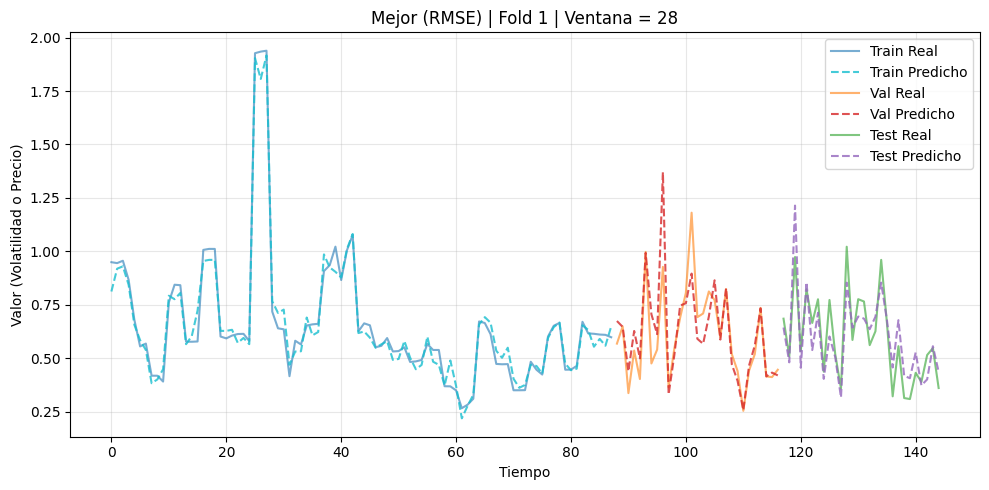 Mejor (RMSE) | Fold 1 | Ventana = 28
Valor (Volatilidad o Precio)
2.00
1.75
1.50
1.25
1.00
0.75
0.50
0.25
Train Real
Train Predicho
Val Real
Val Predicho
Test Real
Test Predicho
0 20 40 60 80 100 120 140
Tiempo